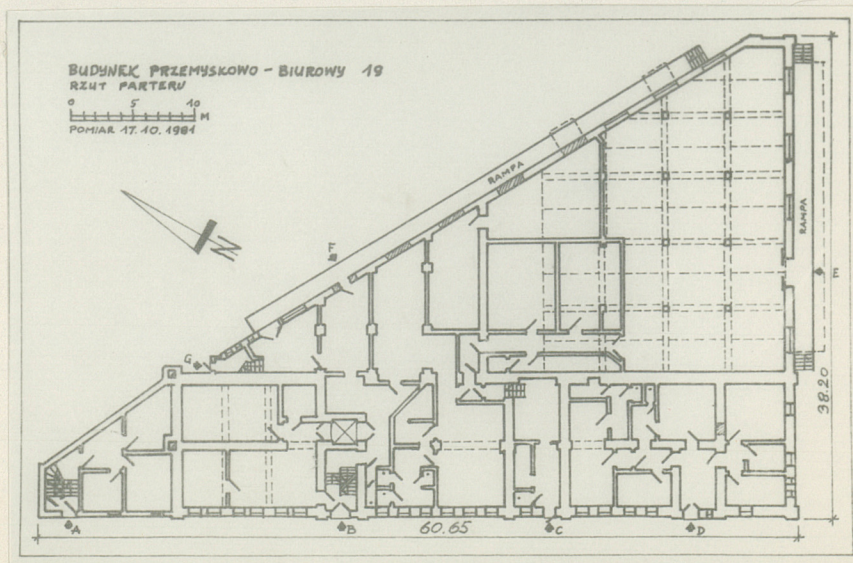 BUDYNEK PRZEMYSKOWO - BIUROWY 19
RZUT PARTERU
0 5 10
M
POMIAR 17.10.1981
N
RAMPA
RAMPA
F
E
G
38.20
A
B
60.65
C
D